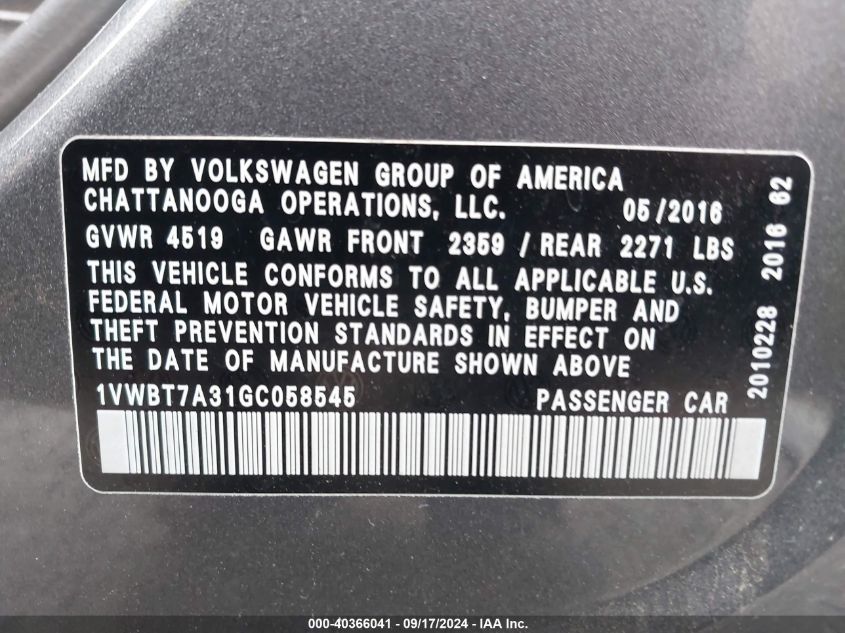 MFD BY VOLKSWAGEN GROUP OF AMERICA
CHATTANOOGA OPERATIONS, LLC. 05/2016
GVWR 4519 GAWR FRONT 2359 / REAR 2271 LBS
THIS VEHICLE CONFORMS TO ALL APPLICABLE U.S.
FEDERAL MOTOR VEHICLE SAFETY, BUMPER AND
THEFT PREVENTION STANDARDS IN EFFECT ON
THE DATE OF MANUFACTURE SHOWN ABOVE
1VWBT7A31GC058545 PASSENGER CAR
2010228 2016 62
000-40366041 - 09/17/2024 - IAA Inc.